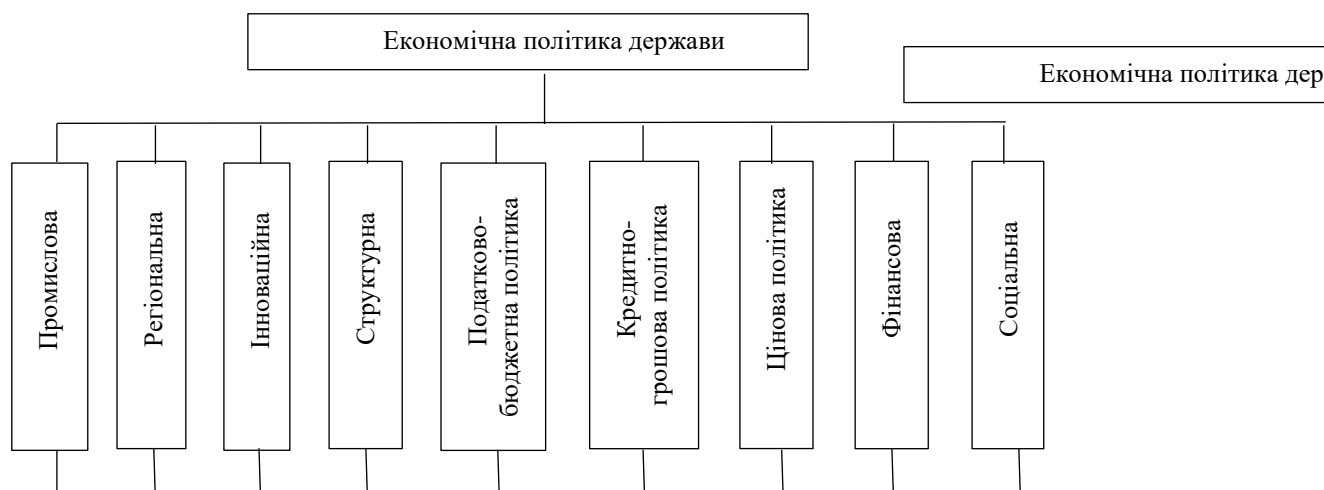 Економічна політика держави
Економічна політика дер
Промислова
Регіональна
Інноваційна
Структурна
Податково-
бюджетна політика
Кредитно-
грошова політика
Цінова політика
Фінансова
Соціальна